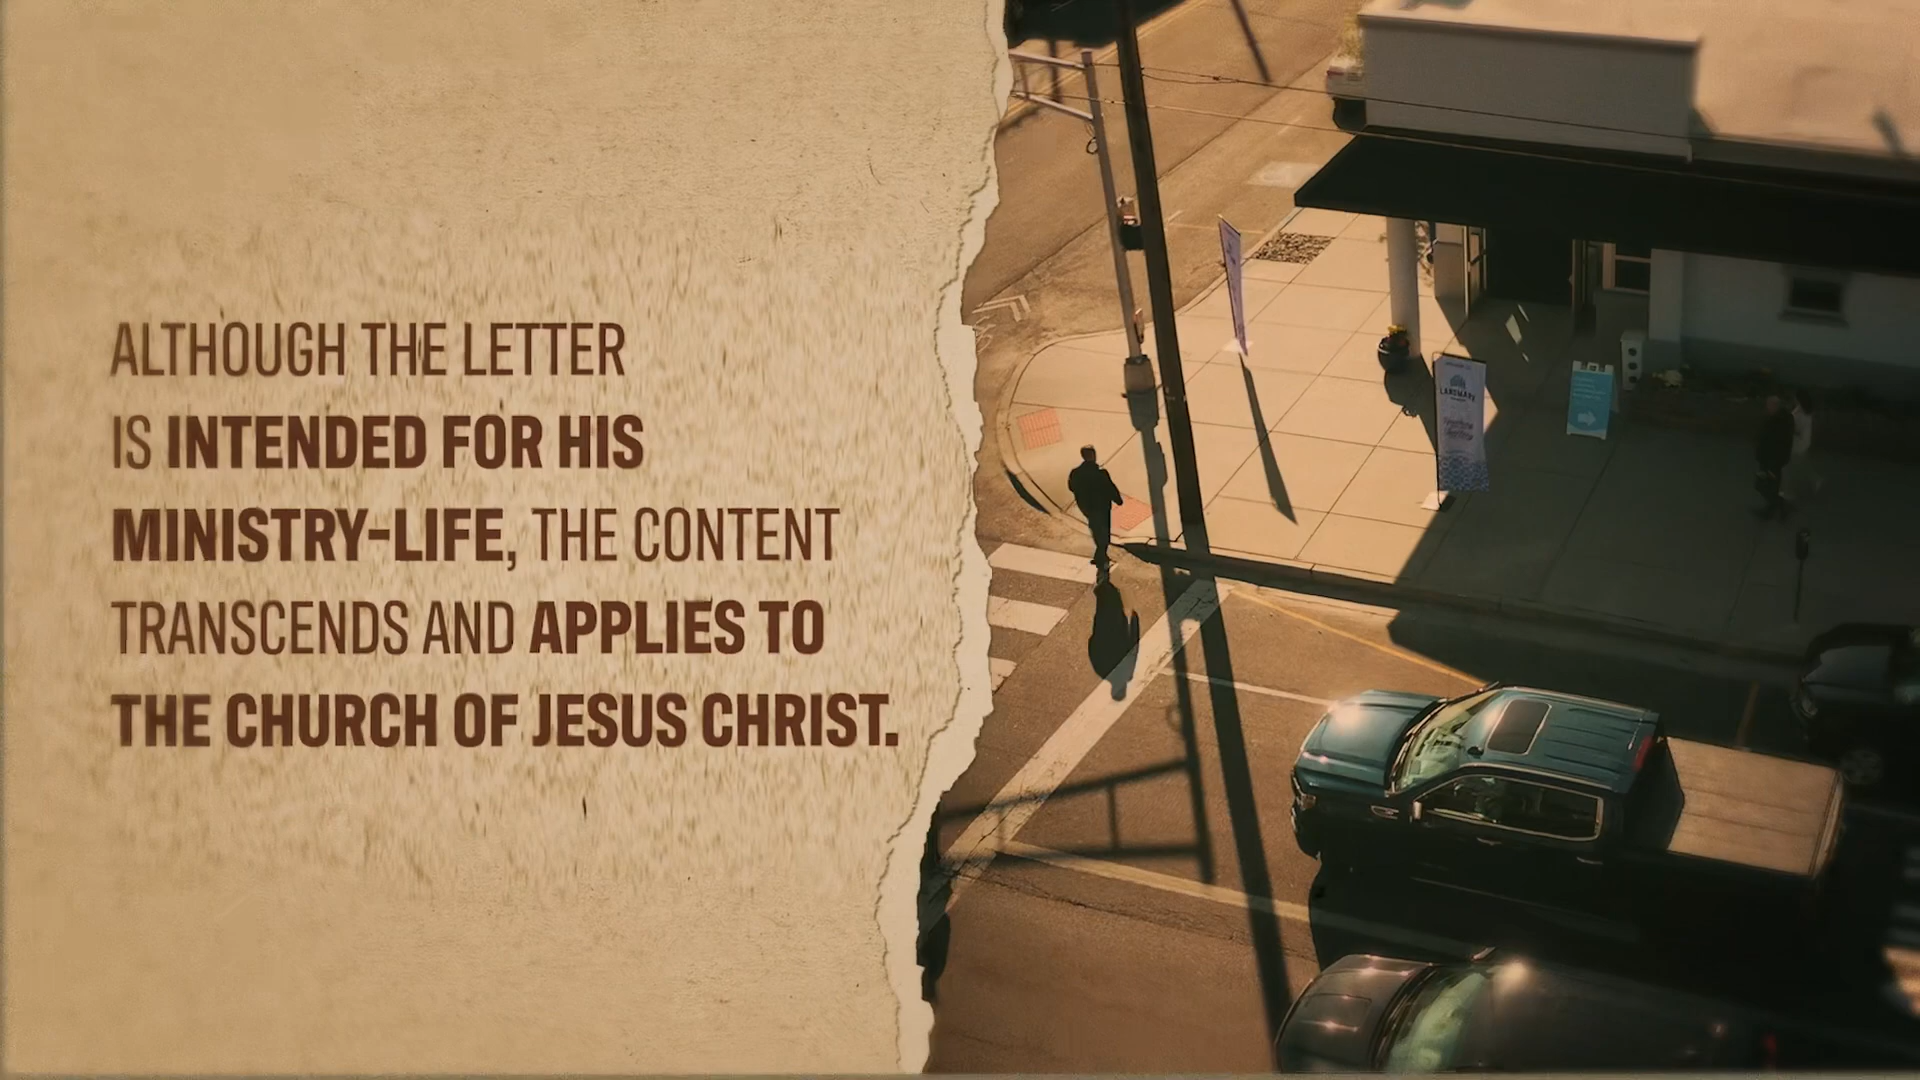 ALTHOUGH THE LETTER
IS INTENDED FOR HIS
MINISTRY-LIFE, THE CONTENT
TRANSCENDS AND APPLIES TO
THE CHURCH OF JESUS CHRIST.
LANDMARK